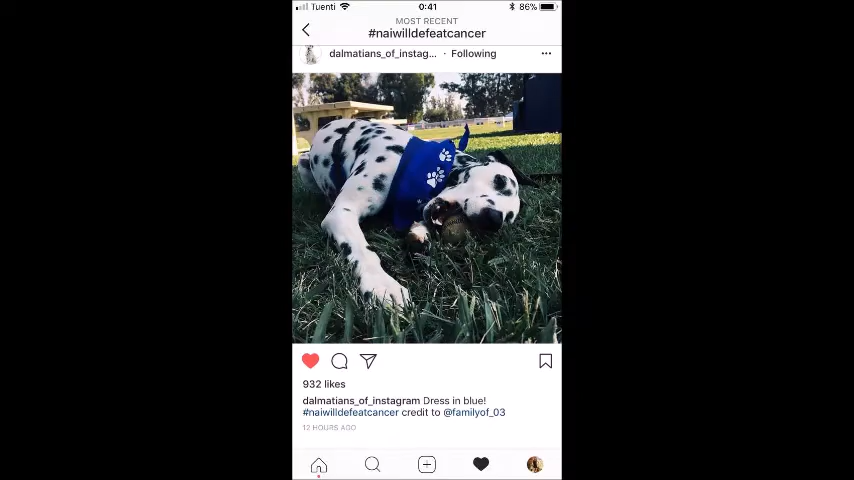 Tuenti 0:41 86%
MOST RECENT
#naiwilldefeatcancer
dalmatians_of_instag... · Following
932 likes
dalmatians_of_instagram Dress in blue!
#naiwilldefeatcancer credit to @familyof_03
12 HOURS AGO